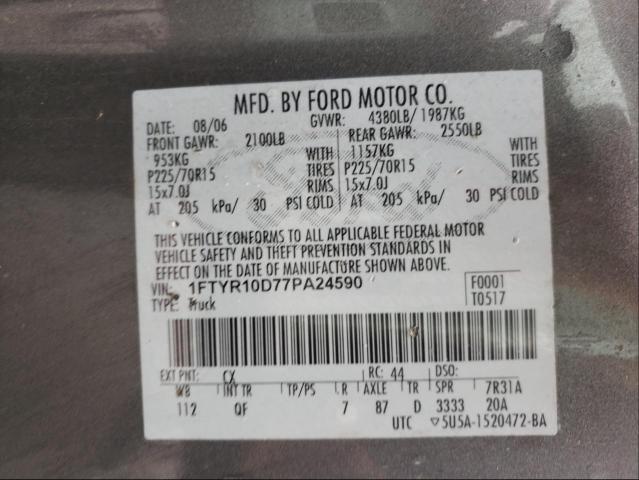 MFD. BY FORD MOTOR CO.
DATE: 08/06 GVWR: 4380LB/ 1987KG
FRONT GAWR: 2100LB REAR GAWR: 2550LB
953KG WITH 1157KG WITH
P225/70R15 TIRES P225/70R15 TIRES
15x7.0J RIMS 15x7.0J RIMS
AT 205 kPa/ 30 PSI COLD AT 205 kPa/ 30 PSI COLD
THIS VEHICLE CONFORMS TO ALL APPLICABLE FEDERAL MOTOR
VEHICLE SAFETY AND THEFT PREVENTION STANDARDS IN
EFFECT ON THE DATE OF MANUFACTURE SHOWN ABOVE.
VIN: 1FTYR10D77PA24590 F0001
TYPE: Truck T0517
EXT PNT: CX RC: 44 DSO:
WB INT TR TP/PS R AXLE TR SPR 7R31A
112 QF 7 87 D 3333 20A
UTC ▽5U5A-1520472-BA
Ford